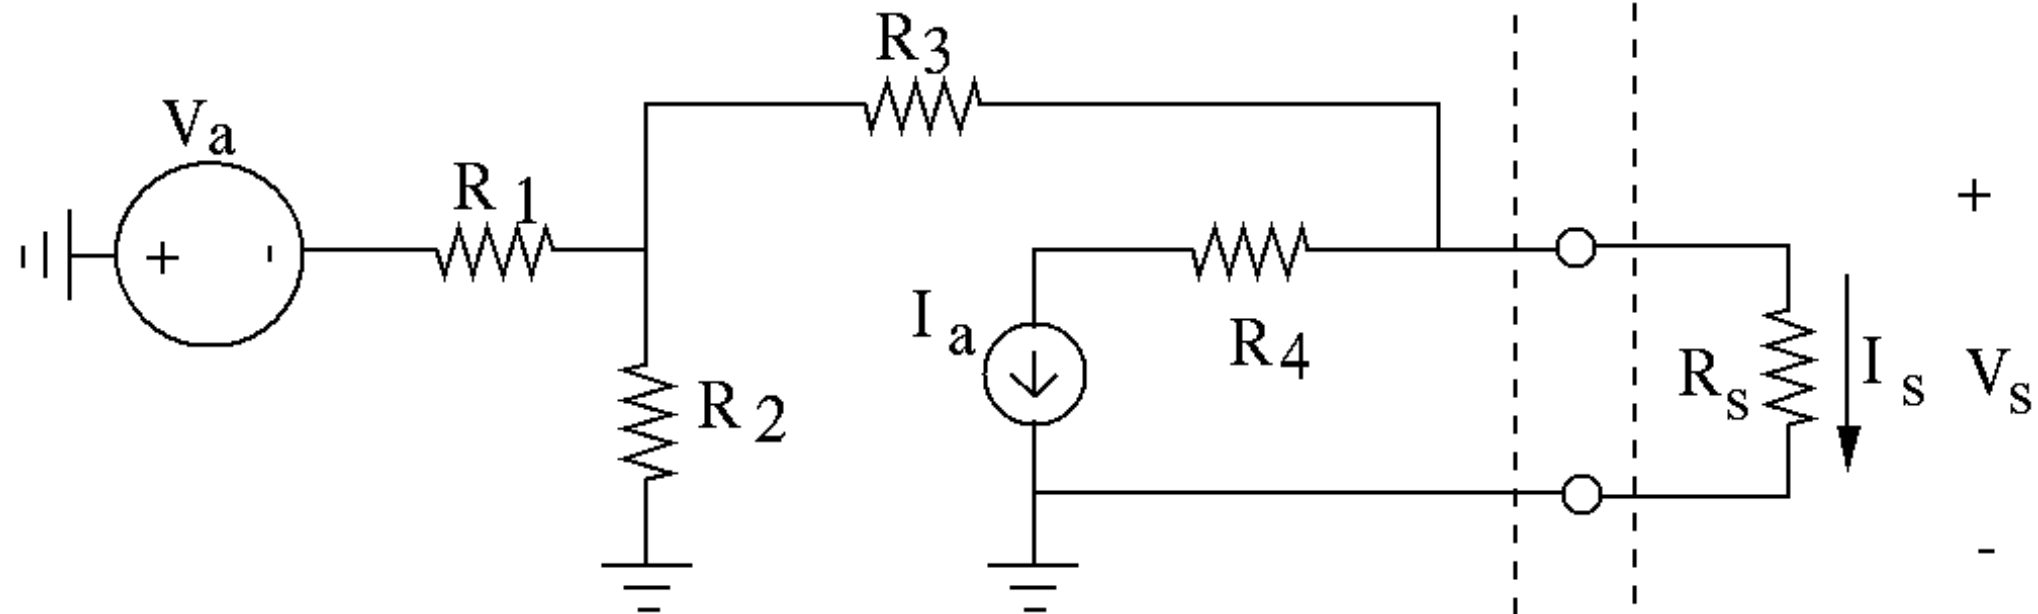 R3
Va
R1
+ -
+
Ia
R4
Rs
Is
Vs
R2
-